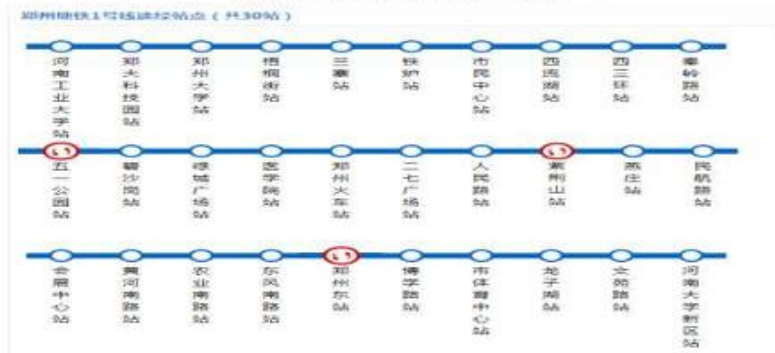 郑州地铁1号线途经站点（共30站）
河南工业大学站
郑大科技园站
郑州大学站
梧桐街站
兰寨站
铁炉站
市民中心站
西流湖站
西三环站
秦岭路站
五一公园站
碧沙岗站
绿城广场站
医学院站
郑州火车站
二七广场站
人民路站
紫荆山站
燕庄站
民航路站
会展中心站
黄河南路站
农业南路站
东风南路站
郑州东站
博学路站
市体育中心站
龙子湖站
文苑路站
河南大学新区站